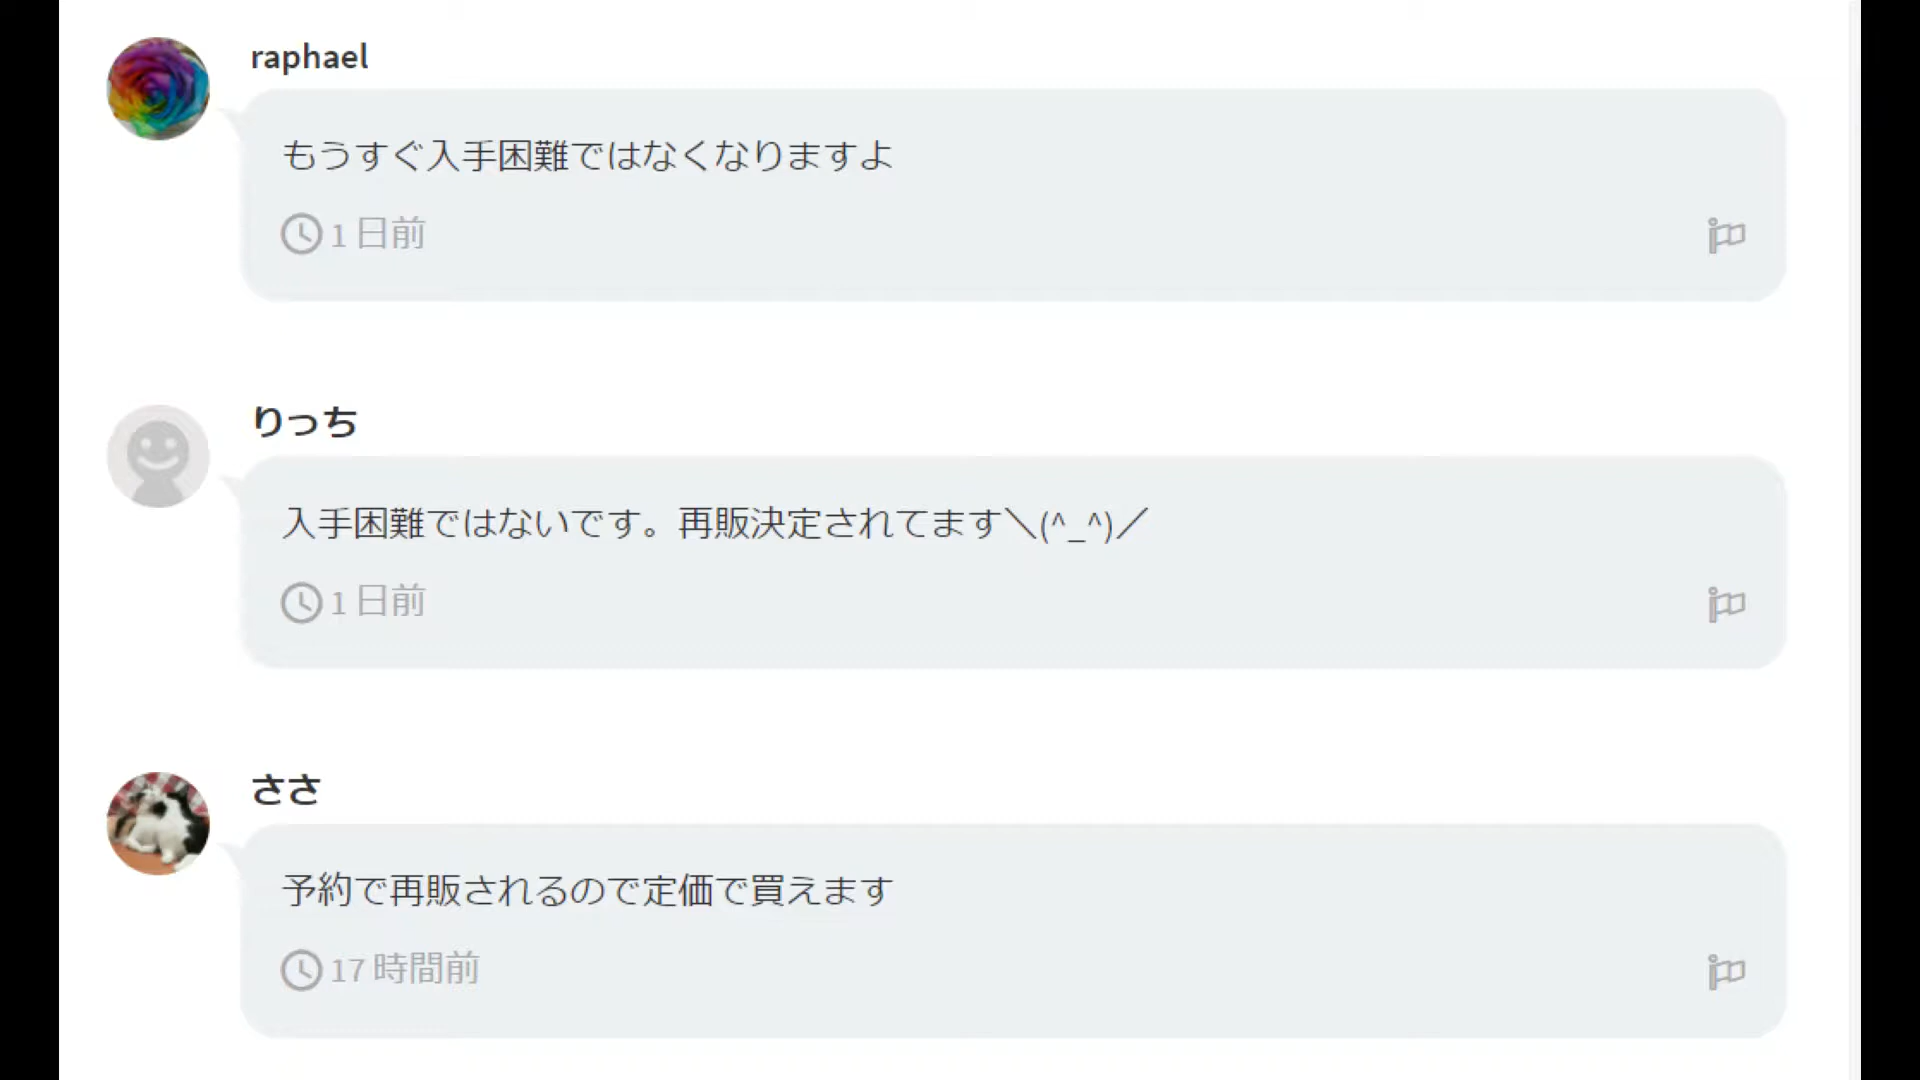 raphael
もうすぐ入手困難ではなくなりますよ
1 日前
りっち
入手困難ではないです。再販決定されてます＼(^_^)／
1 日前
ささ
予約で再販されるので定価で買えます
17 時間前